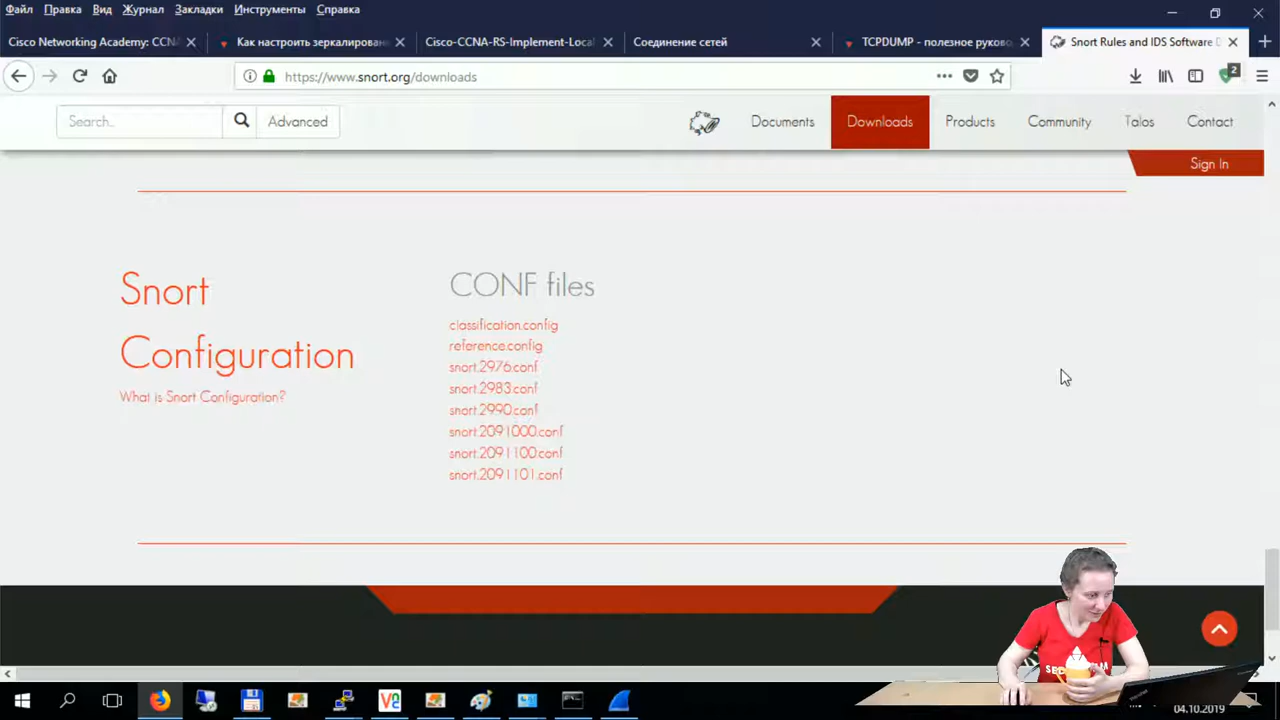 Файл Правка Вид Журнал Закладки Инструменты Справка
Cisco Networking Academy: CCNA
Как настроить зеркалирован
Cisco-CCNA-RS-Implement-Local
Соединение сетей
TCPDUMP - полезное руково
Snort Rules and IDS Software D
https://www.snort.org/downloads
2
Search..
Advanced
Documents
Downloads
Products
Community
Talos
Contact
Sign In
Snort
Configuration
What is Snort Configuration?
CONF files
classification.config
reference.config
snort.2976.conf
snort.2983.conf
snort.2990.conf
snort.2091000.conf
snort.2091100.conf
snort.2091101.conf
04.10.2019